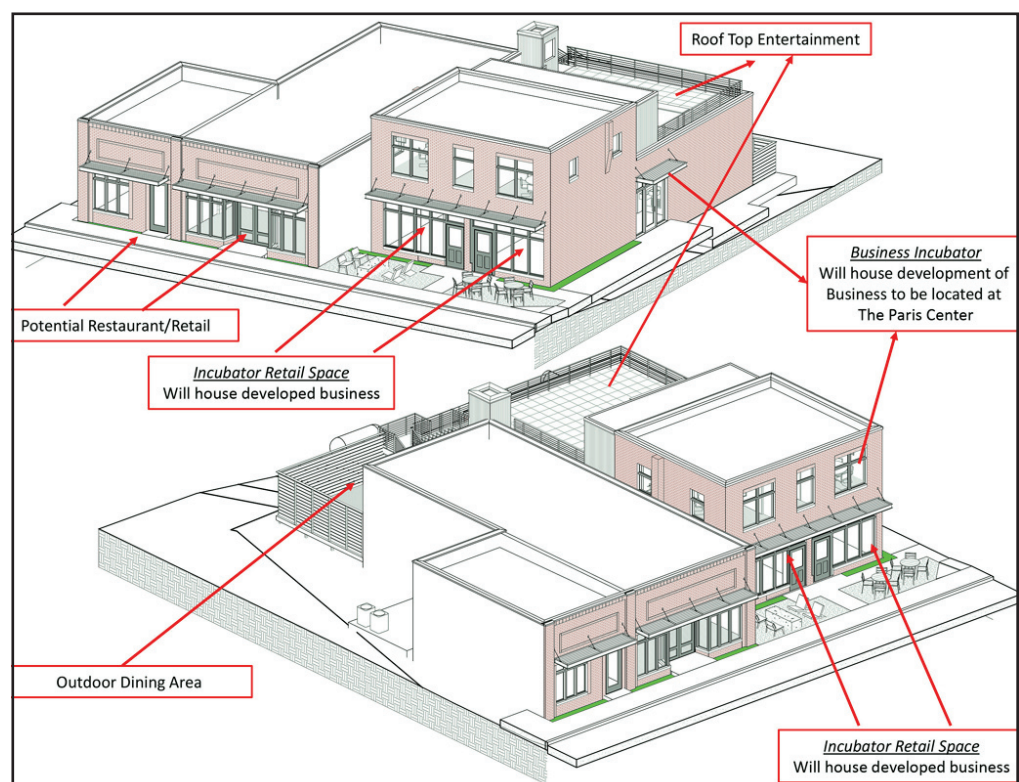 Roof Top Entertainment
Business Incubator
Will house development of
Business to be located at
The Paris Center
Potential Restaurant/Retail
Incubator Retail Space
Will house developed business
Outdoor Dining Area
Incubator Retail Space
Will house developed business